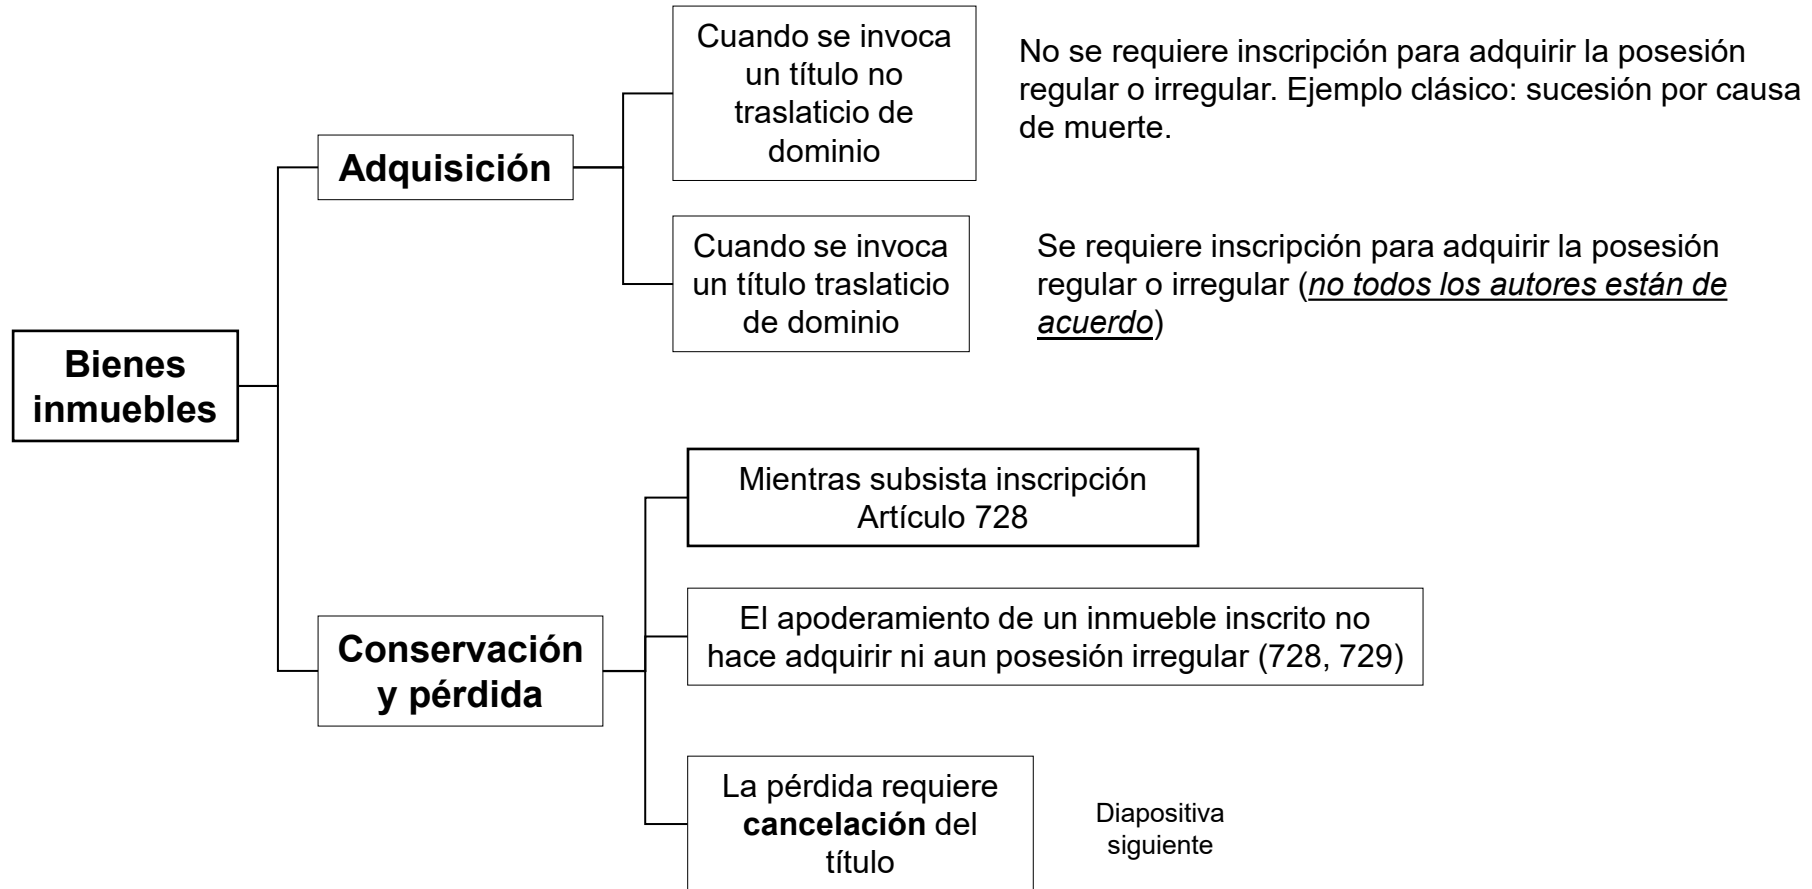 Cuando se invoca
un título no
traslaticio de
dominio
No se requiere inscripción para adquirir la posesión
regular o irregular. Ejemplo clásico: sucesión por causa
de muerte.
Adquisición
Cuando se invoca
un título traslaticio
de dominio
Se requiere inscripción para adquirir la posesión
regular o irregular (no todos los autores están de
acuerdo)
Bienes
inmuebles
Mientras subsista inscripción
Artículo 728
El apoderamiento de un inmueble inscrito no
hace adquirir ni aun posesión irregular (728, 729)
Conservación
y pérdida
La pérdida requiere
cancelación del
título
Diapositiva
siguiente